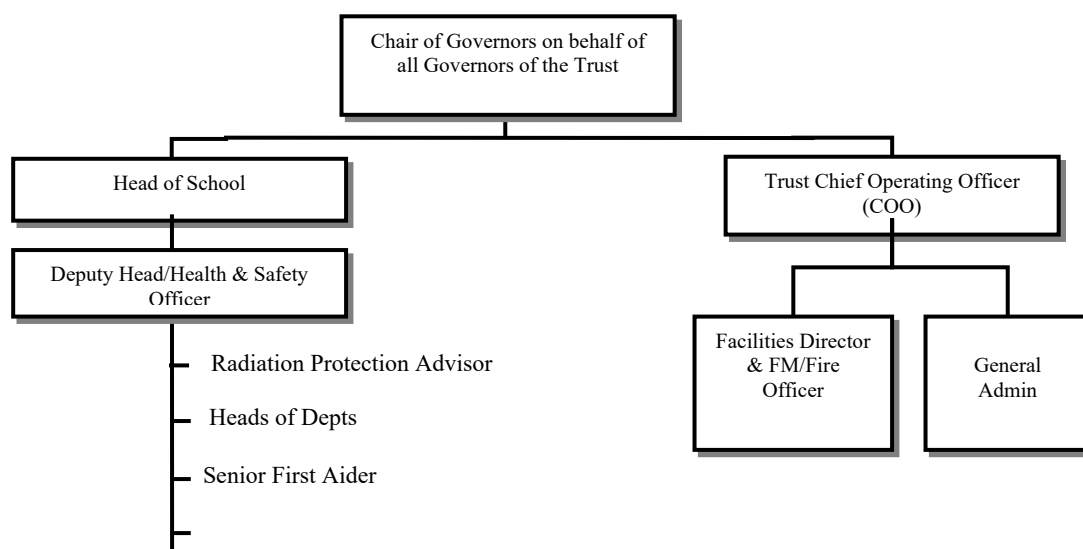 Chair of Governors on behalf of
all Governors of the Trust
Head of School
Trust Chief Operating Officer
(COO)
Deputy Head/Health & Safety
Officer
Facilities Director
& FM/Fire
Officer
General
Admin
Radiation Protection Advisor
Heads of Depts
Senior First Aider